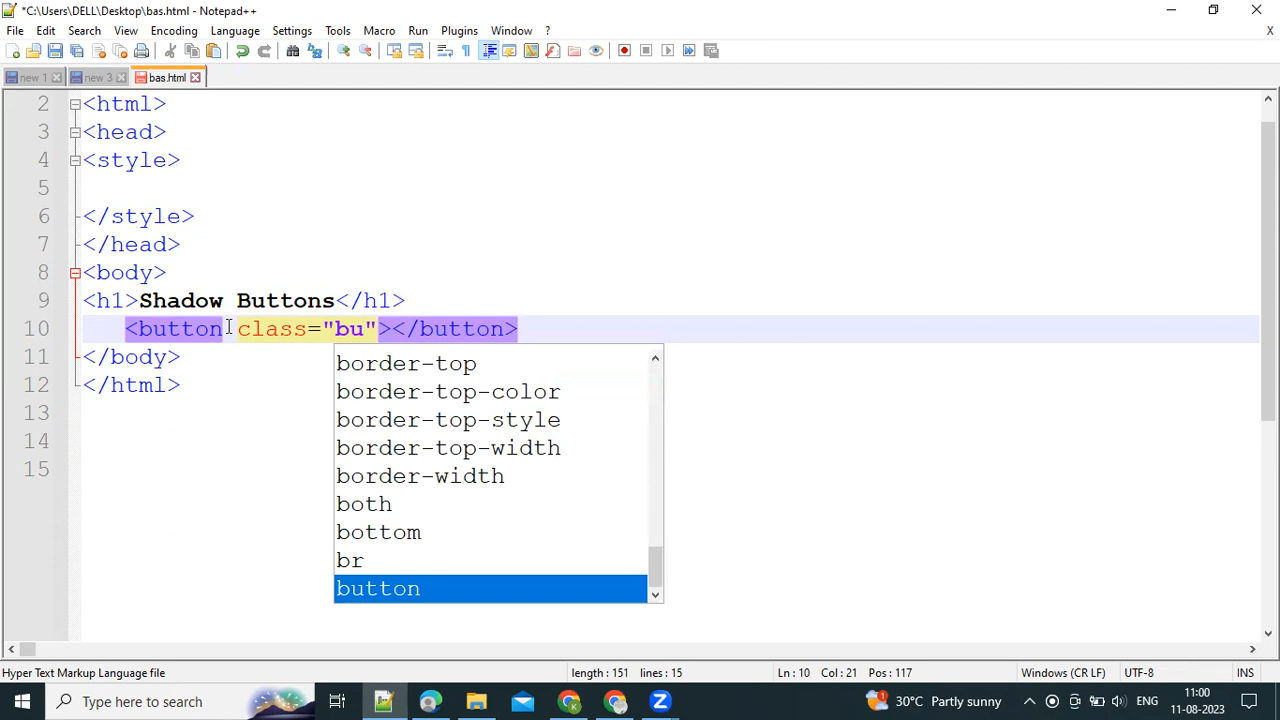 *C:\Users\DELL\Desktop\bas.html - Notepad++
File Edit Search View Encoding Language Settings Tools Macro Run Plugins Window ? X
new 1 new 3 bas.html
2 <html>
3 <head>
4 <style>
5
6 </style>
7 </head>
8 <body>
9 <h1>Shadow Buttons</h1>
10 <button class="bu"></button>
11 </body>
12 </html>
13
14
15
border-top
border-top-color
border-top-style
border-top-width
border-width
both
bottom
br
button
Hyper Text Markup Language file length : 151 lines : 15 Ln : 10 Col : 21 Pos : 117 Windows (CR LF) UTF-8 INS
Type here to search 30°C Partly sunny ENG 11:00
11-08-2023